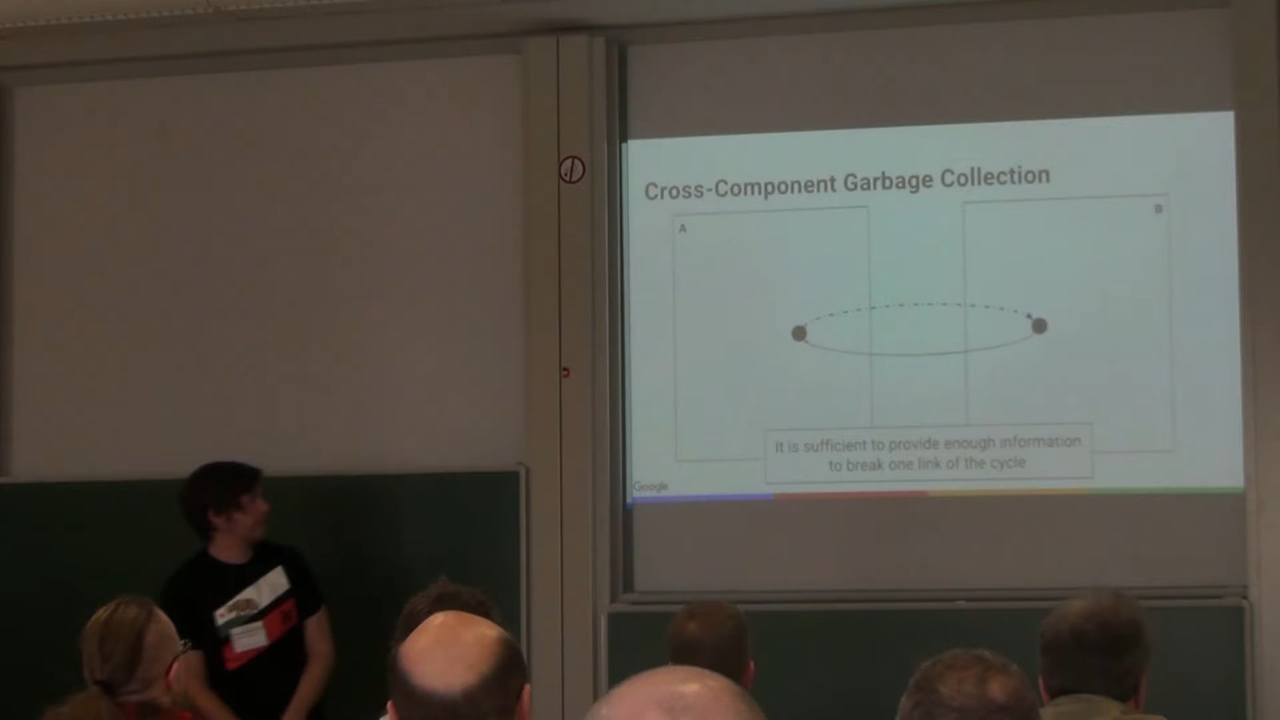 Cross-Component Garbage Collection
A
B
It is sufficient to provide enough information
to break one link of the cycle
Google